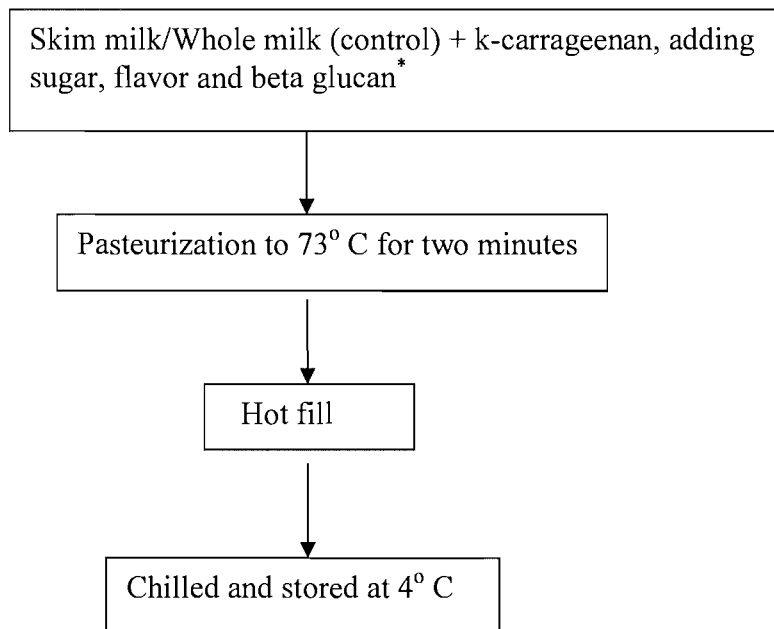 Skim milk/Whole milk (control) + k-carrageenan, adding
sugar, flavor and beta glucan*
Pasteurization to 73° C for two minutes
Hot fill
Chilled and stored at 4° C